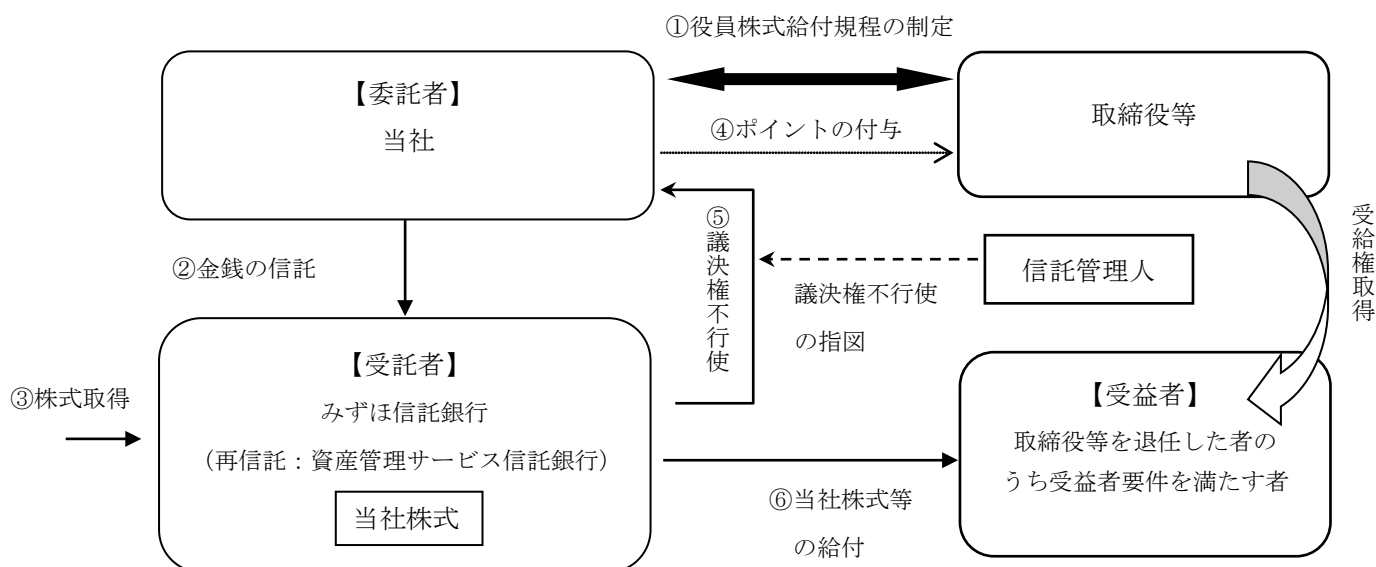 ①役員株式給付規程の制定
【委託者】
当社
取締役等
④ポイントの付与
②金銭の信託
⑤議決権不行使
議決権不行使
の指図
信託管理人
受給権取得
③株式取得
【受託者】
みずほ信託銀行
（再信託：資産管理サービス信託銀行）
当社株式
⑥当社株式等
の給付
【受益者】
取締役等を退任した者の
うち受益者要件を満たす者